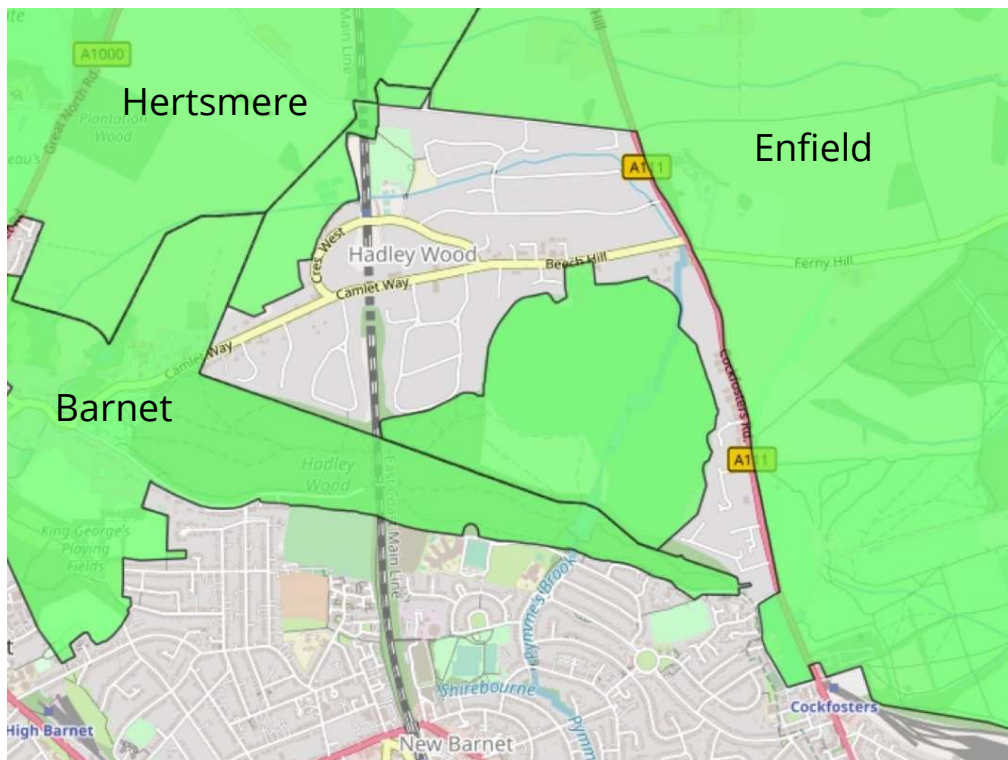 Hill
Main Line
A1000
Great North Rd.
Plantation
Wood
Hertsmere
Enfield
A111
Cres. West
Hadley Wood
Beech Hill
Ferny Hill
Camlet Way
Camlet Way
Barnet
Cockfosters Rd.
A111
Hadley
Wood
East Coast Main Line
King George's
Playing
Fields
Pymme's Brook
Shirebourne
High Barnet
New Barnet
Cockfosters